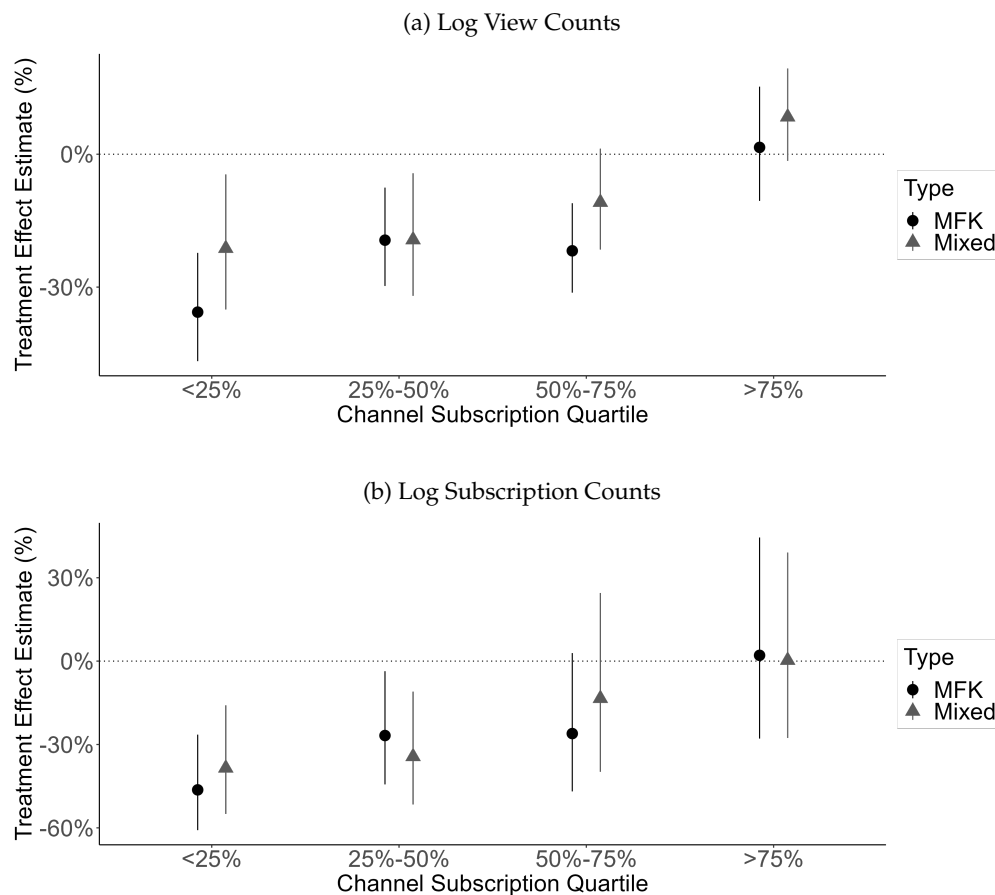 (a) Log View Counts
Treatment Effect Estimate (%)
0%
-30%
<25%
25%-50%
50%-75%
>75%
Channel Subscription Quartile
Type
MFK
Mixed
(b) Log Subscription Counts
Treatment Effect Estimate (%)
30%
0%
-30%
-60%
<25%
25%-50%
50%-75%
>75%
Channel Subscription Quartile
Type
MFK
Mixed